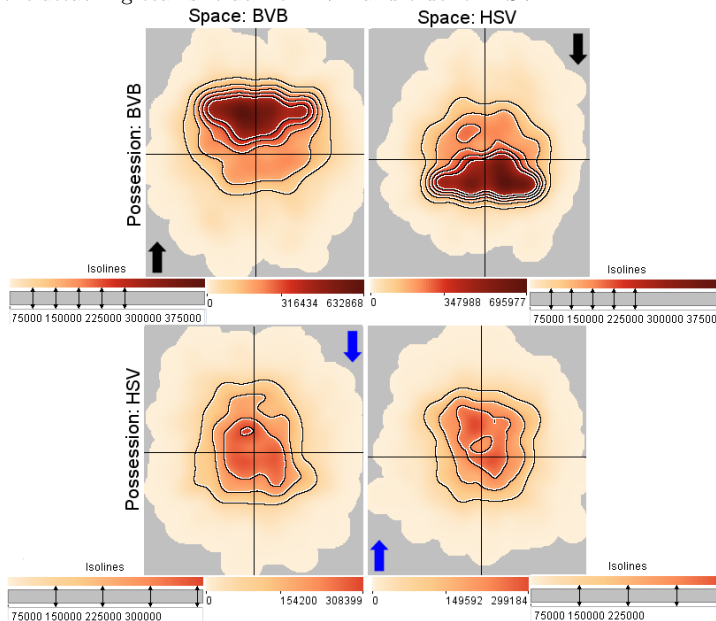 Space: BVB Space: HSV
Possession: BVB
Isolines Isolines
0 316434 632868 0 347988 695977
75000 150000 225000 300000 375000 75000 150000 225000 300000 375000
Possession: HSV
Isolines Isolines
0 154200 308399 0 149592 299184
75000 150000 225000 300000 75000 150000 225000